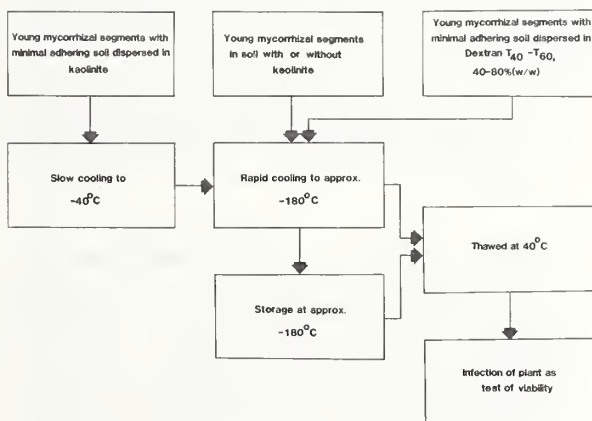 Young mycorrhizal segments with
minimal adhering soil dispersed in
kaolinite
Young mycorrhizal segments
in soil with or without
keolinite
Young mycorrhizal segments with
minimal adhering soil dispersed in
Dextran T40 -T60,
40-80%(w/w)
Slow cooling to
-40°C
Rapid cooling to approx.
-180°C
Thawed at 40°C
Storage at approx.
-180°C
Infection of plant as
test of viability